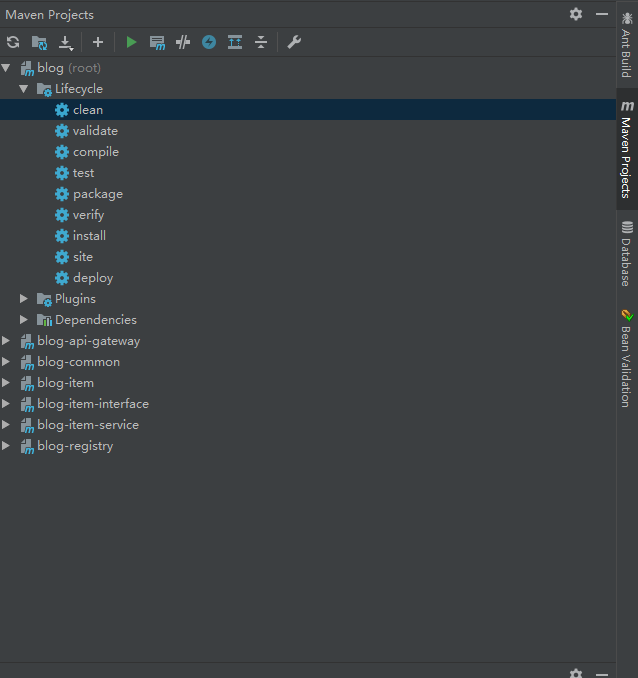 Maven Projects
blog (root)
Lifecycle
clean
validate
compile
test
package
verify
install
site
deploy
Plugins
Dependencies
blog-api-gateway
blog-common
blog-item
blog-item-interface
blog-item-service
blog-registry
Ant Build
Maven Projects
Database
Bean Validation